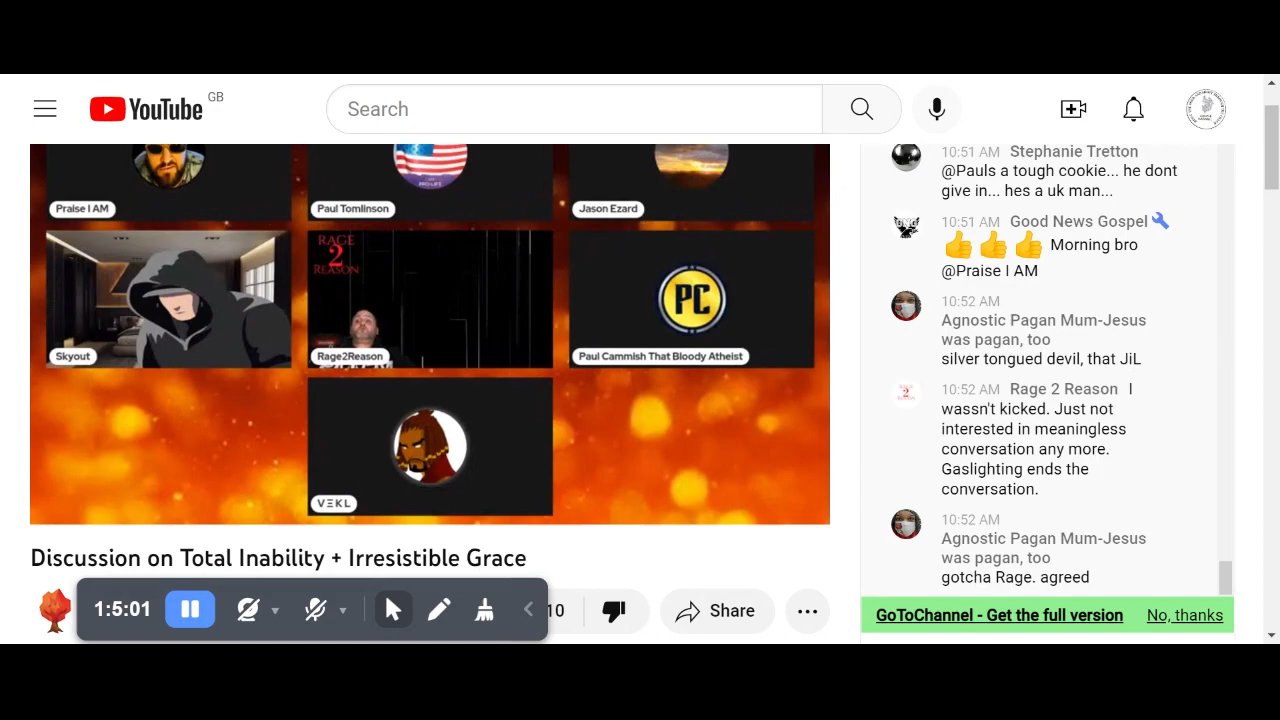 YouTube
GB
Search
Praise I AM
Paul Tomlinson
Jason Ezard
Skyout
RAGE
2
REASON
Rage2Reason
PC
Paul Cammish That Bloody Atheist
VΞKL
Discussion on Total Inability + Irresistible Grace
1:5:01
10
Share
10:51 AM Stephanie Tretton
@Pauls a tough cookie... he dont
give in... hes a uk man...
10:51 AM Good News Gospel
👍 👍 👍 Morning bro
@Praise I AM
10:52 AM
Agnostic Pagan Mum-Jesus
was pagan, too
silver tongued devil, that JiL
10:52 AM Rage 2 Reason I
wassn't kicked. Just not
interested in meaningless
conversation any more.
Gaslighting ends the
conversation.
10:52 AM
Agnostic Pagan Mum-Jesus
was pagan, too
gotcha Rage. agreed
GoToChannel - Get the full version No, thanks